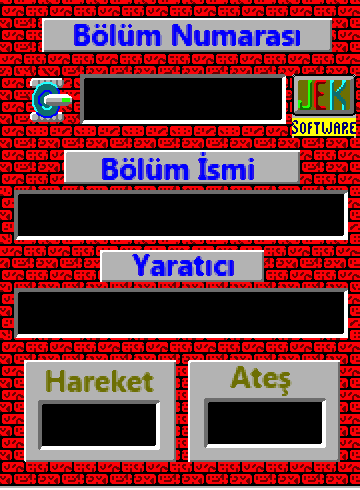 Bölüm Numarası
JEK
SOFTWARE
Bölüm İsmi
Yaratıcı
Hareket
Ateş